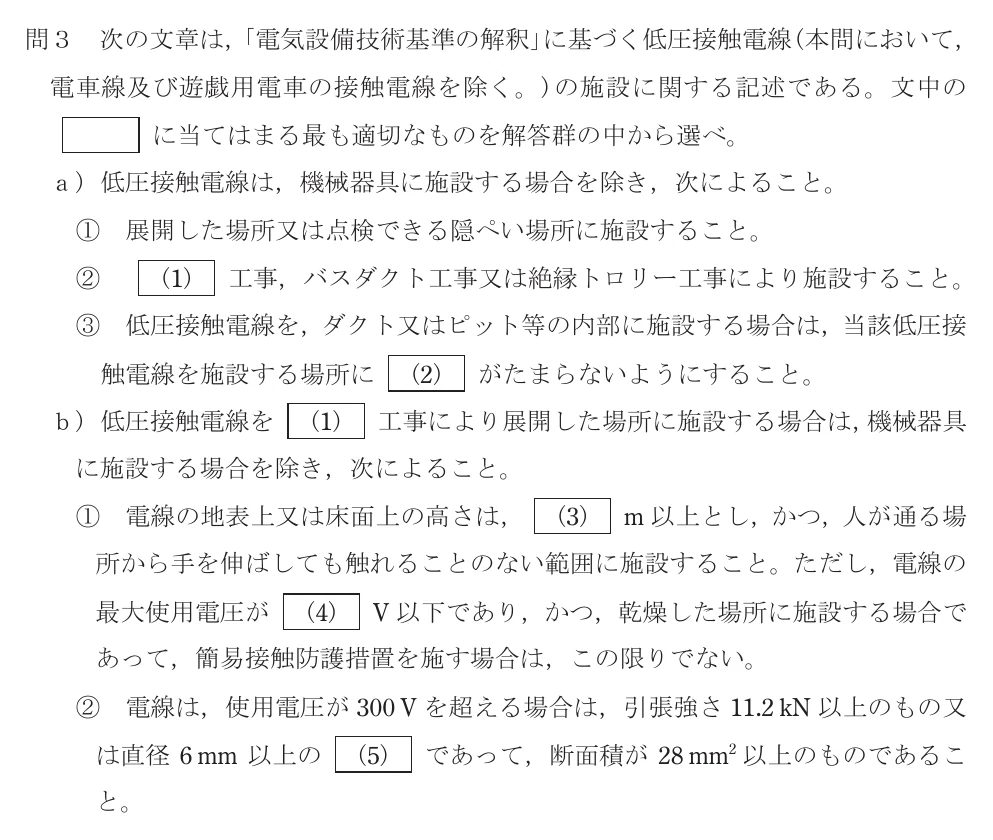 問3 次の文章は,「電気設備技術基準の解釈」に基づく低圧接触電線(本問において,
電車線及び遊戯用電車の接触電線を除く。)の施設に関する記述である。文中の
に当てはまる最も適切なものを解答群の中から選べ。
a) 低圧接触電線は,機械器具に施設する場合を除き,次によること。
① 展開した場所又は点検できる隠ぺい場所に施設すること。
② (1) 工事,バスダクト工事又は絶縁トロリー工事により施設すること。
③ 低圧接触電線を,ダクト又はピット等の内部に施設する場合は,当該低圧接
触電線を施設する場所に (2) がたまらないようにすること。
b) 低圧接触電線を (1) 工事により展開した場所に施設する場合は,機械器具
に施設する場合を除き,次によること。
① 電線の地表上又は床面上の高さは, (3) m 以上とし,かつ,人が通る場
所から手を伸ばしても触れることのない範囲に施設すること。ただし,電線の
最大使用電圧が (4) V 以下であり,かつ,乾燥した場所に施設する場合で
あって,簡易接触防護措置を施す場合は,この限りでない。
② 電線は,使用電圧が 300 V を超える場合は,引張強さ 11.2 kN 以上のもの又
は直径 6 mm 以上の (5) であって,断面積が 28 mm² 以上のものであるこ
と。